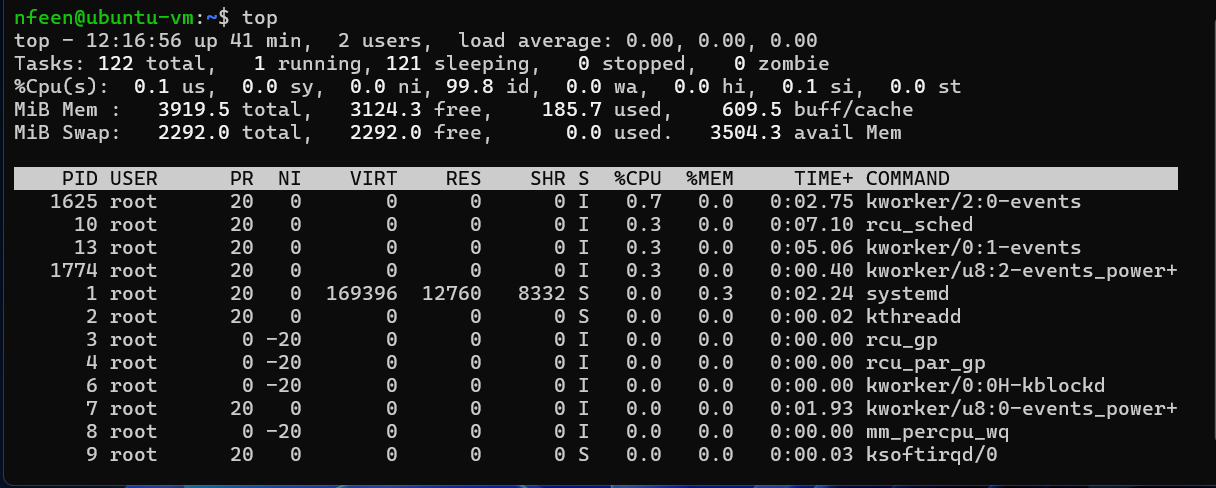 nfeen@ubuntu-vm:~$ top
top - 12:16:56 up 41 min,  2 users,  load average: 0.00, 0.00, 0.00
Tasks: 122 total,   1 running, 121 sleeping,   0 stopped,   0 zombie
%Cpu(s):  0.1 us,  0.0 sy,  0.0 ni, 99.8 id,  0.0 wa,  0.0 hi,  0.1 si,  0.0 st
MiB Mem :   3919.5 total,   3124.3 free,    185.7 used,    609.5 buff/cache
MiB Swap:   2292.0 total,   2292.0 free,      0.0 used.   3504.3 avail Mem
    PID USER      PR  NI    VIRT    RES    SHR S  %CPU  %MEM     TIME+ COMMAND
   1625 root      20   0       0      0      0 I   0.7   0.0   0:02.75 kworker/2:0-events
     10 root      20   0       0      0      0 I   0.3   0.0   0:07.10 rcu_sched
     13 root      20   0       0      0      0 I   0.3   0.0   0:05.06 kworker/0:1-events
   1774 root      20   0       0      0      0 I   0.3   0.0   0:00.40 kworker/u8:2-events_power+
      1 root      20   0  169396  12760   8332 S   0.0   0.3   0:02.24 systemd
      2 root      20   0       0      0      0 S   0.0   0.0   0:00.02 kthreadd
      3 root       0 -20       0      0      0 I   0.0   0.0   0:00.00 rcu_gp
      4 root       0 -20       0      0      0 I   0.0   0.0   0:00.00 rcu_par_gp
      6 root       0 -20       0      0      0 I   0.0   0.0   0:00.00 kworker/0:0H-kblockd
      7 root      20   0       0      0      0 I   0.0   0.0   0:01.93 kworker/u8:0-events_power+
      8 root       0 -20       0      0      0 I   0.0   0.0   0:00.00 mm_percpu_wq
      9 root      20   0       0      0      0 S   0.0   0.0   0:00.03 ksoftirqd/0